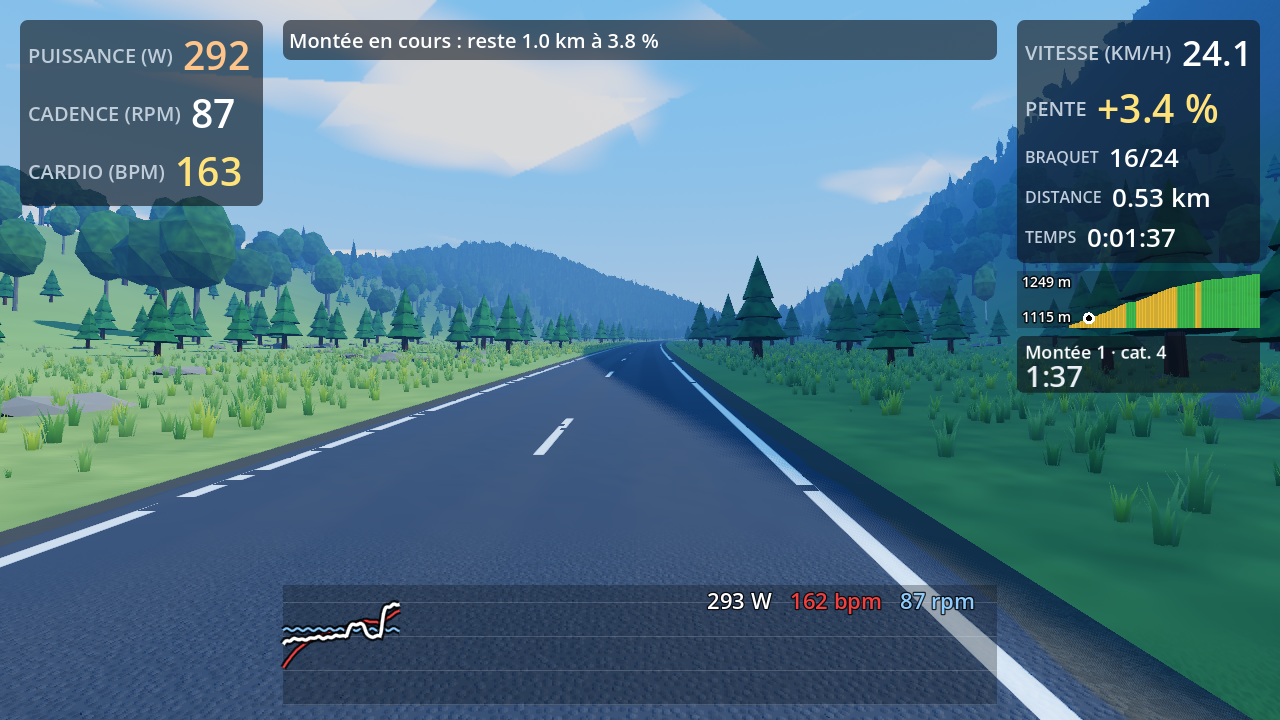 PUISSANCE (W) 292
CADENCE (RPM) 87
CARDIO (BPM) 163
Montée en cours : reste 1.0 km à 3.8 %
VITESSE (KM/H) 24.1
PENTE +3.4 %
BRAQUET 16/24
DISTANCE 0.53 km
TEMPS 0:01:37
1249 m
1115 m
Montée 1 · cat. 4
1:37
293 W 162 bpm 87 rpm